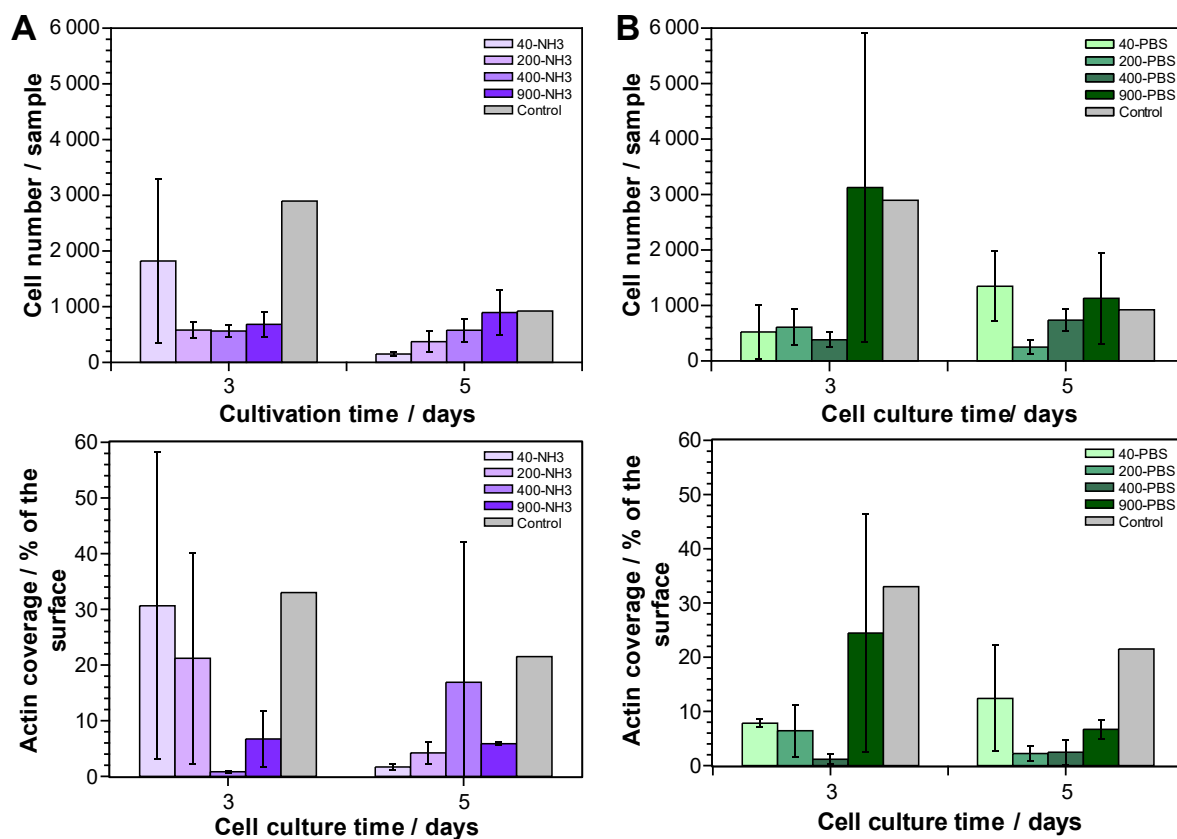 A
Cell number / sample
6 000
5 000
4 000
3 000
2 000
1 000
0
40-NH3
200-NH3
400-NH3
900-NH3
Control
3
5
Cultivation time / days
B
Cell number / sample
6 000
5 000
4 000
3 000
2 000
1 000
0
40-PBS
200-PBS
400-PBS
900-PBS
Control
3
5
Cell culture time/ days
Actin coverage / % of the
surface
60
50
40
30
20
10
0
40-NH3
200-NH3
400-NH3
900-NH3
Control
3
5
Cell culture time / days
Actin coverage / % of the
surface
60
50
40
30
20
10
0
40-PBS
200-PBS
400-PBS
900-PBS
Control
3
5
Cell culture time / days